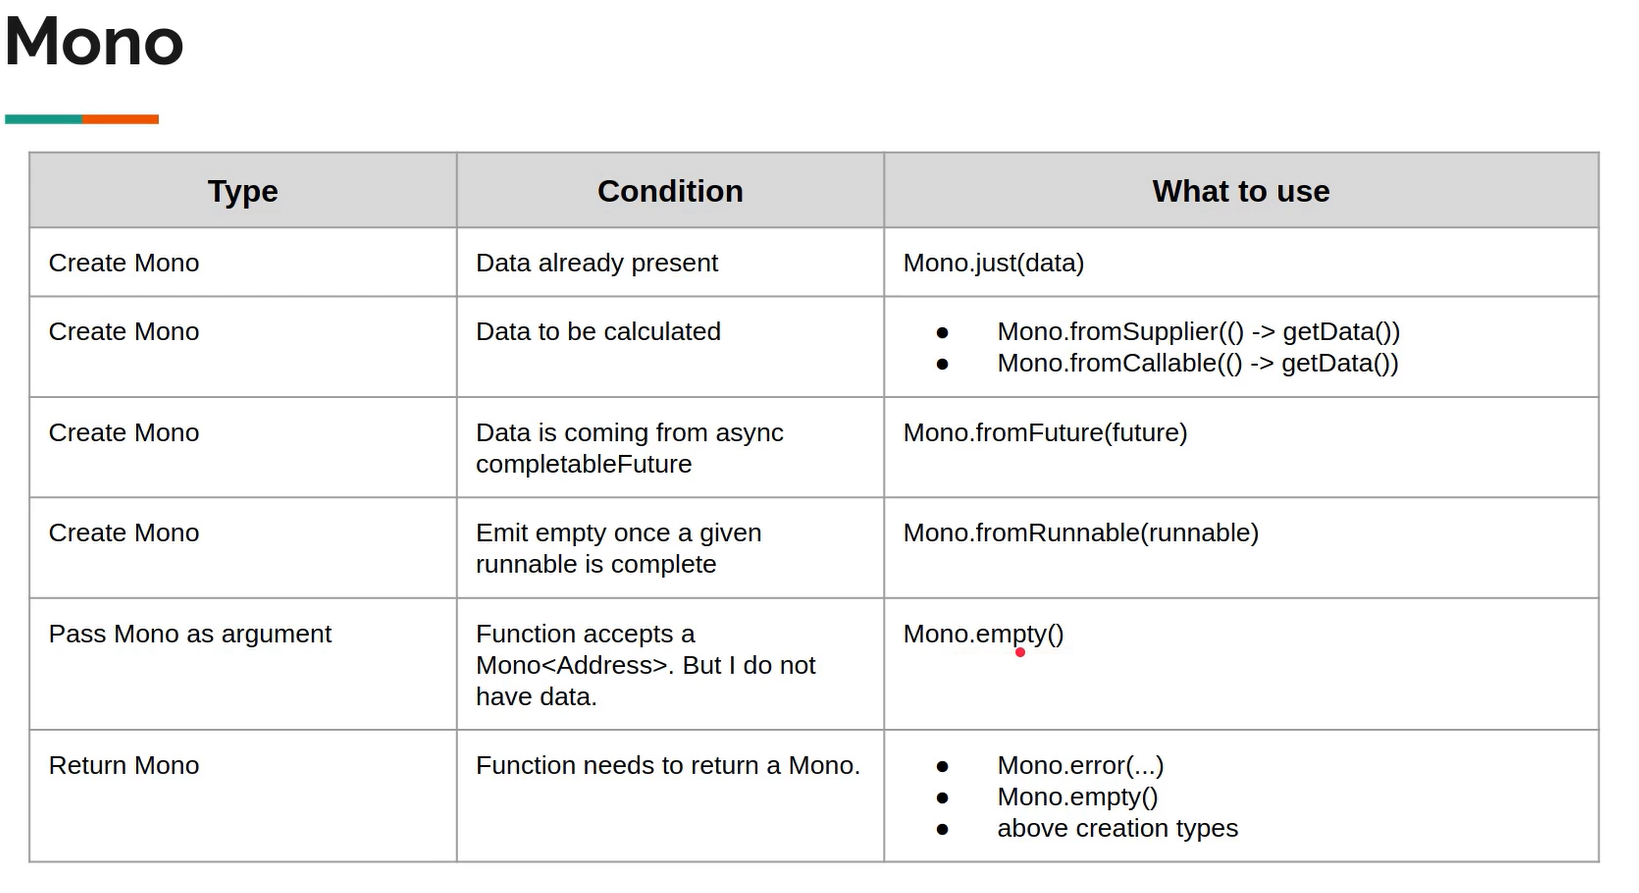 Mono
Type
Condition
What to use
Create Mono
Data already present
Mono.just(data)
Create Mono
Data to be calculated
● Mono.fromSupplier(() -> getData())
● Mono.fromCallable(() -> getData())
Create Mono
Data is coming from async
completableFuture
Mono.fromFuture(future)
Create Mono
Emit empty once a given
runnable is complete
Mono.fromRunnable(runnable)
Pass Mono as argument
Function accepts a
Mono<Address>. But I do not
have data.
Mono.empty()
Return Mono
Function needs to return a Mono.
● Mono.error(...)
● Mono.empty()
● above creation types